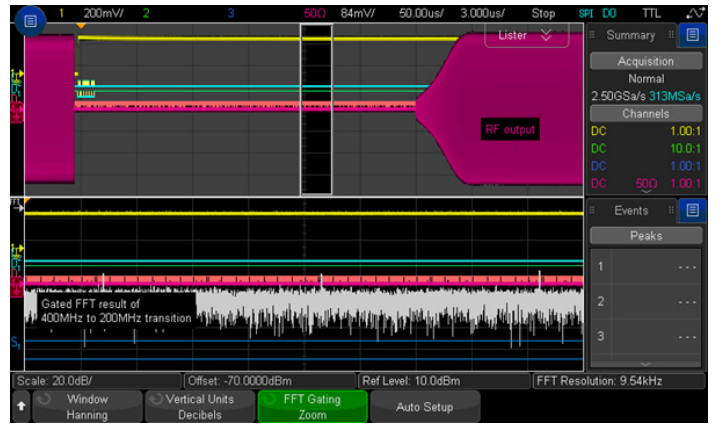 1 200mV/ 2 3 50Ω 84mV/ 50.00us/ 3.000us/ Stop SPI D0 TTL
Lister
Summary
Acquisition
Normal
2.50GSa/s 313MSa/s
Channels
DC 1.00:1
DC 10.0:1
DC 1.00:1
DC 50Ω 1.00:1
RF output
FFT
Events
Peaks
1 ---
2 ---
3 ---
Gated FFT result of
400MHz to 200MHz transition
S1
Scale: 20.0dB/ Offset: -70.0000dBm Ref Level: 10.0dBm FFT Resolution: 9.54kHz
Window
Hanning
Vertical Units
Decibels
FFT Gating
Zoom
Auto Setup